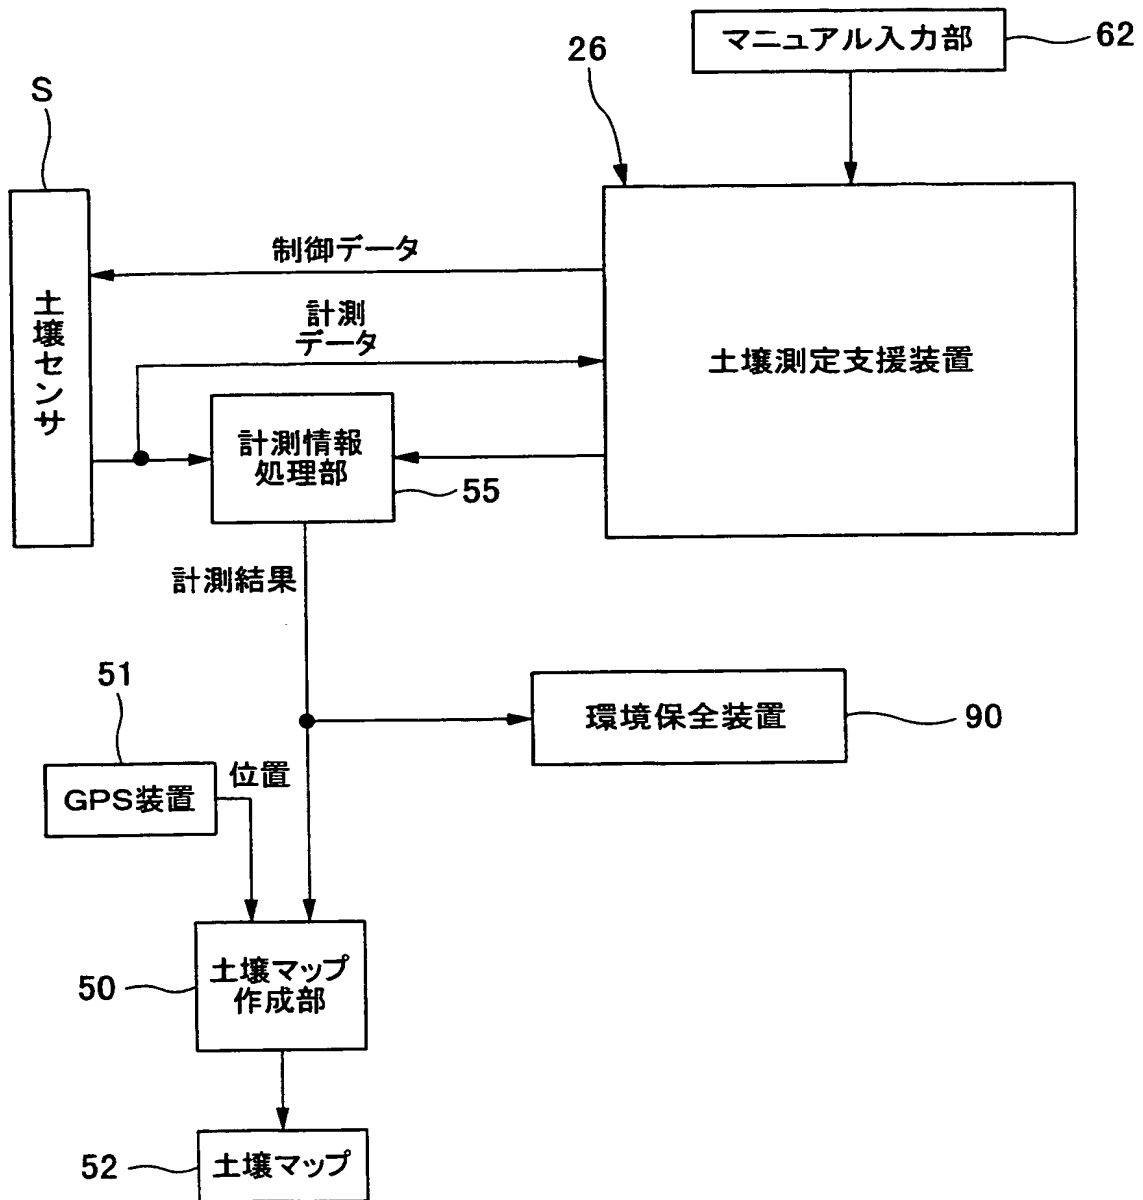 マニュアル入力部
62
26
S
制御データ
土壌センサ
計測
データ
土壌測定支援装置
計測情報
処理部
55
計測結果
51
環境保全装置
90
位置
GPS装置
土壌マップ
作成部
50
52
土壌マップ